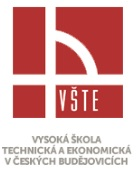 VŠTE
VYSOKÁ ŠKOLA
TECHNICKÁ A EKONOMICKÁ
V ČESKÝCH BUDĚJOVICÍCH